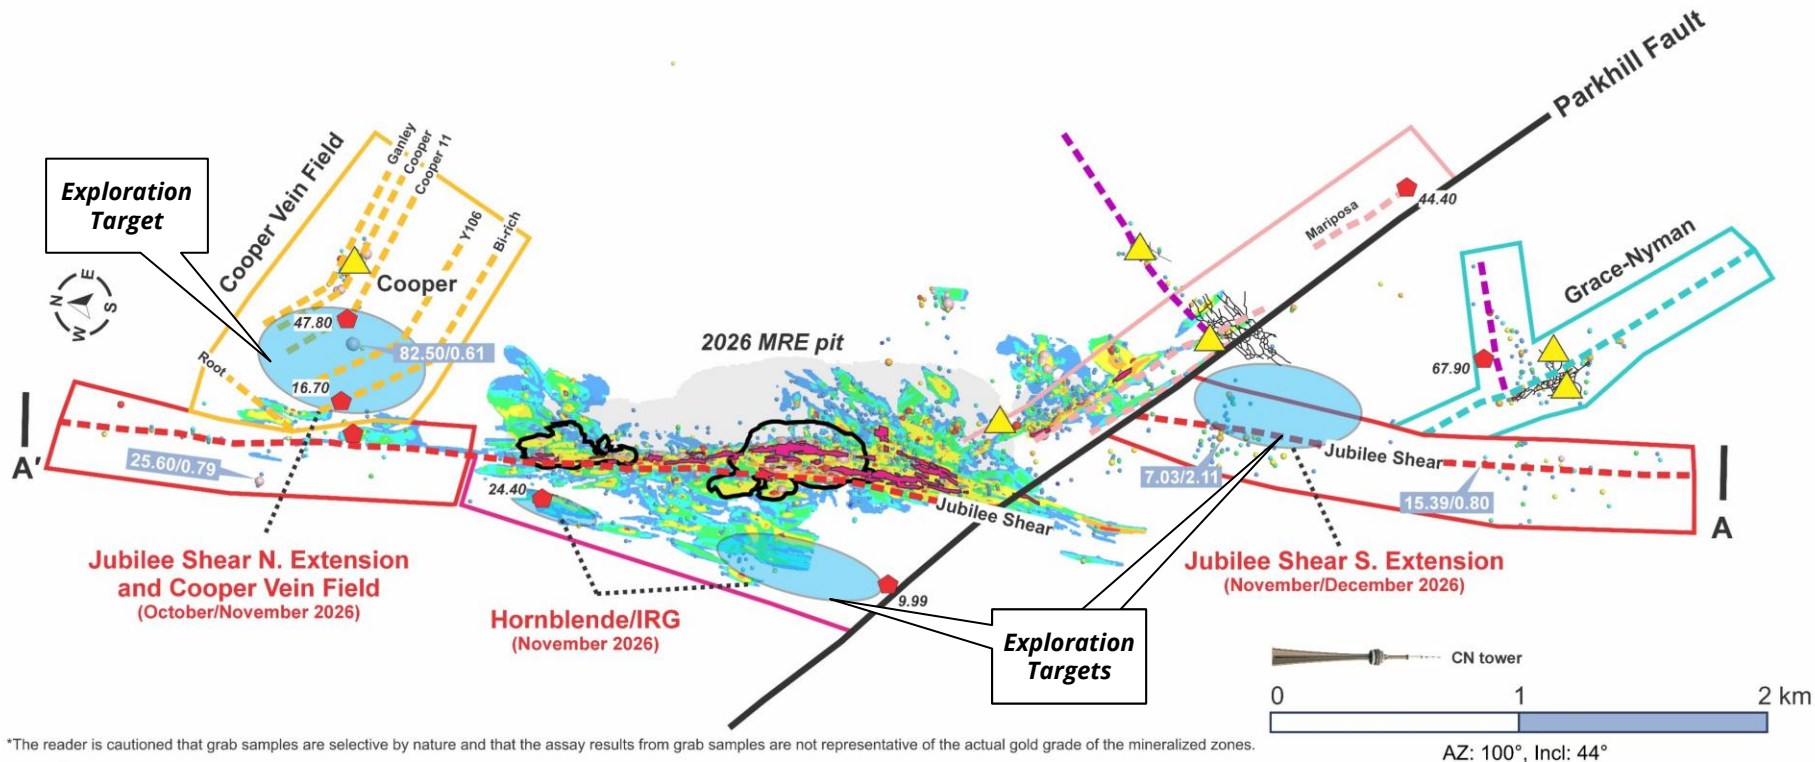 Parkhill Fault
Exploration
Target
Cooper Vein Field
Ganley
Cooper
Cooper 11
Y106
Bi-rich
Cooper
N
E
S
W
47.80
82.50/0.61
16.70
Root
2026 MRE pit
Mariposa
44.40
Grace-Nyman
67.90
A'
25.60/0.79
24.40
Jubilee Shear
Jubilee Shear
7.03/2.11
15.39/0.80
A
Jubilee Shear N. Extension
and Cooper Vein Field
(October/November 2026)
Hornblende/IRG
(November 2026)
9.99
Exploration
Targets
Jubilee Shear S. Extension
(November/December 2026)
CN tower
0 1 2 km
AZ: 100°, Incl: 44°
*The reader is cautioned that grab samples are selective by nature and that the assay results from grab samples are not representative of the actual gold grade of the mineralized zones.